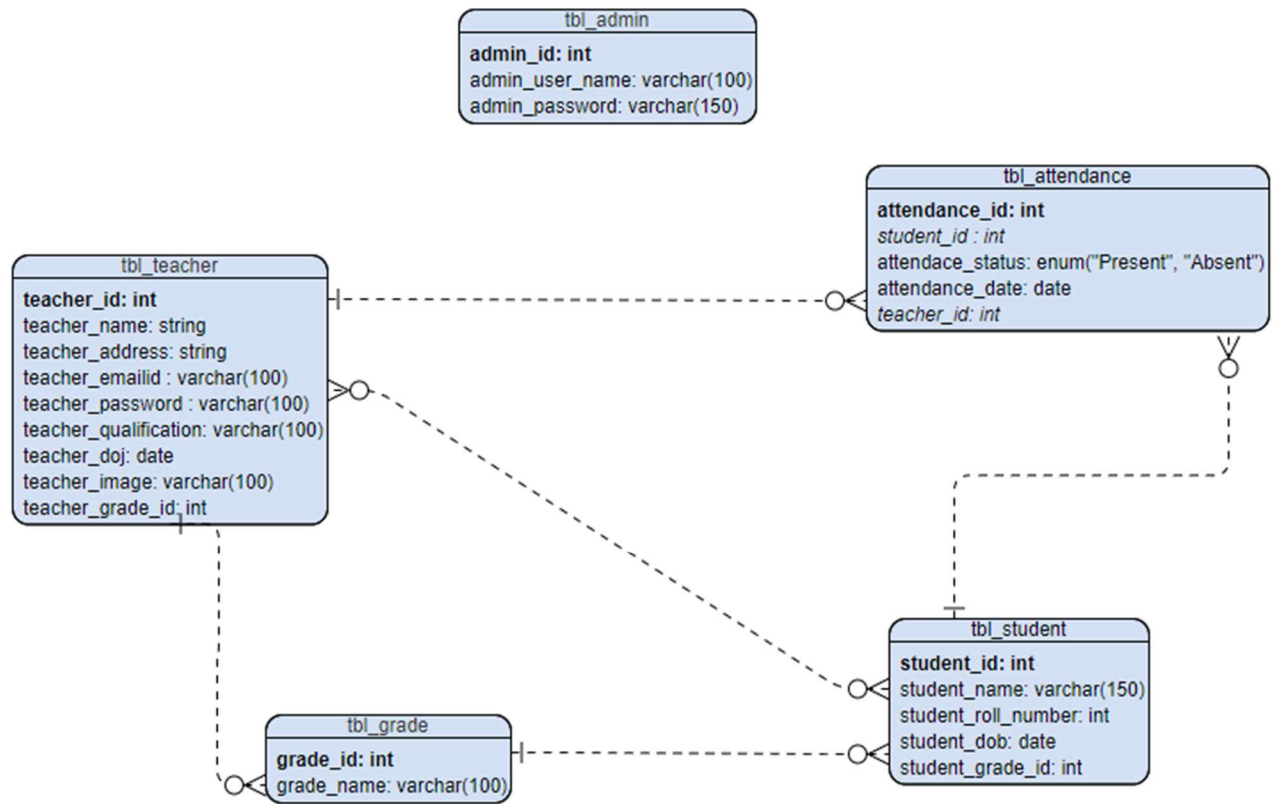 tbl_admin
admin_id: int
admin_user_name: varchar(100)
admin_password: varchar(150)
tbl_attendance
attendance_id: int
student_id : int
attendace_status: enum("Present", "Absent")
attendance_date: date
teacher_id: int
tbl_teacher
teacher_id: int
teacher_name: string
teacher_address: string
teacher_emailid : varchar(100)
teacher_password : varchar(100)
teacher_qualification: varchar(100)
teacher_doj: date
teacher_image: varchar(100)
teacher_grade_id: int
tbl_student
student_id: int
student_name: varchar(150)
student_roll_number: int
student_dob: date
student_grade_id: int
tbl_grade
grade_id: int
grade_name: varchar(100)